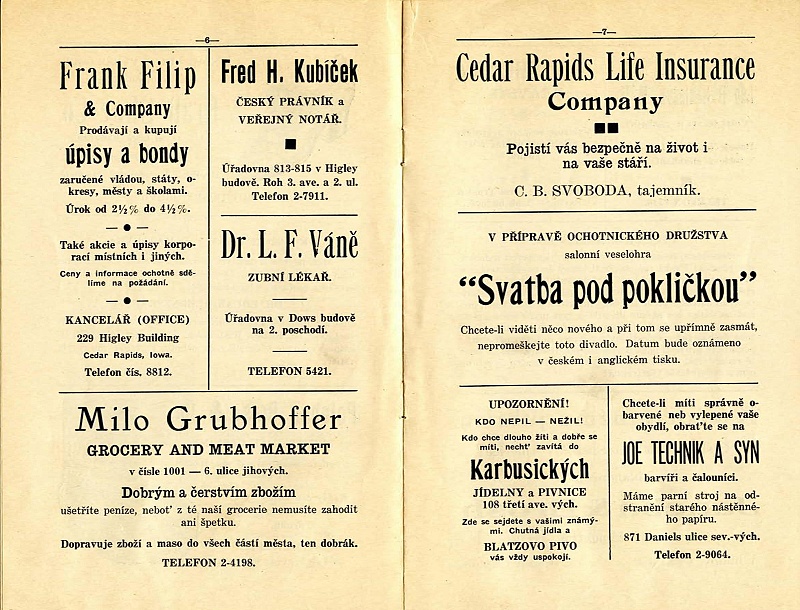 —6—
Frank Filip
& Company
Prodávají a kupují
úpisy a bondy
zaručené vládou, státy, o-
kresy, městy a školami.
Úrok od 2½% do 4½%.
Také akcie a úpisy korpo-
rací místních i jiných.
Ceny a informace ochotně sdě-
líme na požádání.
KANCELÁŘ (OFFICE)
229 Higley Building
Cedar Rapids, Iowa.
Telefon čís. 8812.
Fred H. Kubíček
ČESKÝ PRÁVNÍK a
VEŘEJNÝ NOTÁŘ.
Úřadovna 813-815 v Higley
budově. Roh 3. ave. a 2. ul.
Telefon 2-7911.
Dr. L. F. Váně
ZUBNÍ LÉKAŘ.
Úřadovna v Dows budově
na 2. poschodí.
TELEFON 5421.
Milo Grubhoffer
GROCERY AND MEAT MARKET
v čísle 1001 — 6. ulice jihových.
Dobrým a čerstvím zbožím
ušetříte peníze, neboť z té naší grocerie nemusíte zahodit
ani špetku.
Dopravuje zboží a maso do všech částí města, ten dobrák.
TELEFON 2-4198.
—7—
Cedar Rapids Life Insurance
Company
Pojistí vás bezpečně na život i
na vaše stáří.
C. B. SVOBODA, tajemník.
V PŘÍPRAVĚ OCHOTNICKÉHO DRUŽSTVA
salonní veselohra
“Svatba pod pokličkou”
Chcete-li viděti něco nového a při tom se upřímně zasmát,
nepromeškejte toto divadlo. Datum bude oznámeno
v českém i anglickém tisku.
UPOZORNĚNÍ!
KDO NEPIL — NEŽIL!
Kdo chce dlouho žíti a dobře se
míti, nechť zavítá do
Karbusických
JÍDELNY a PIVNICE
108 třetí ave. vých.
Zde se sejdete s vašimi známý-
mi. Chutná jídla a
BLATZOVO PIVO
vás vždy uspokojí.
Chcete-li míti správně o-
barvené neb vylepené vaše
obydlí, obraťte se na
JOE TECHNIK A SYN
barvíři a čalouníci.
Máme parní stroj na od-
stranění starého nástěnné-
ho papíru.
871 Daniels ulice sev.-vých.
Telefon 2-9064.